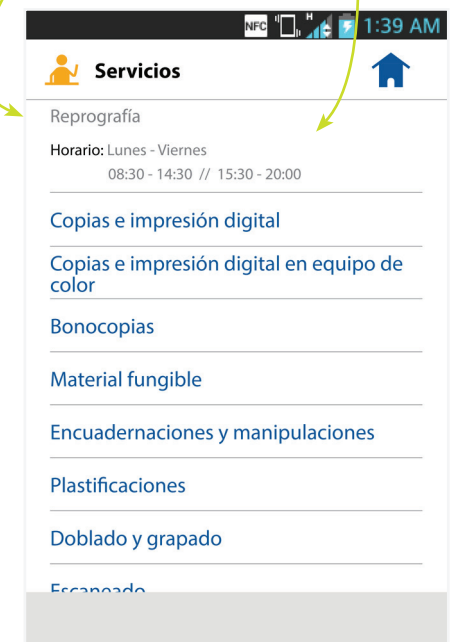 NFC H 1:39 AM
Servicios
Reprografía
Horario: Lunes - Viernes
08:30 - 14:30 // 15:30 - 20:00
Copias e impresión digital
Copias e impresión digital en equipo de
color
Bonocopias
Material fungible
Encuadernaciones y manipulaciones
Plastificaciones
Doblado y grapado
Escaneado